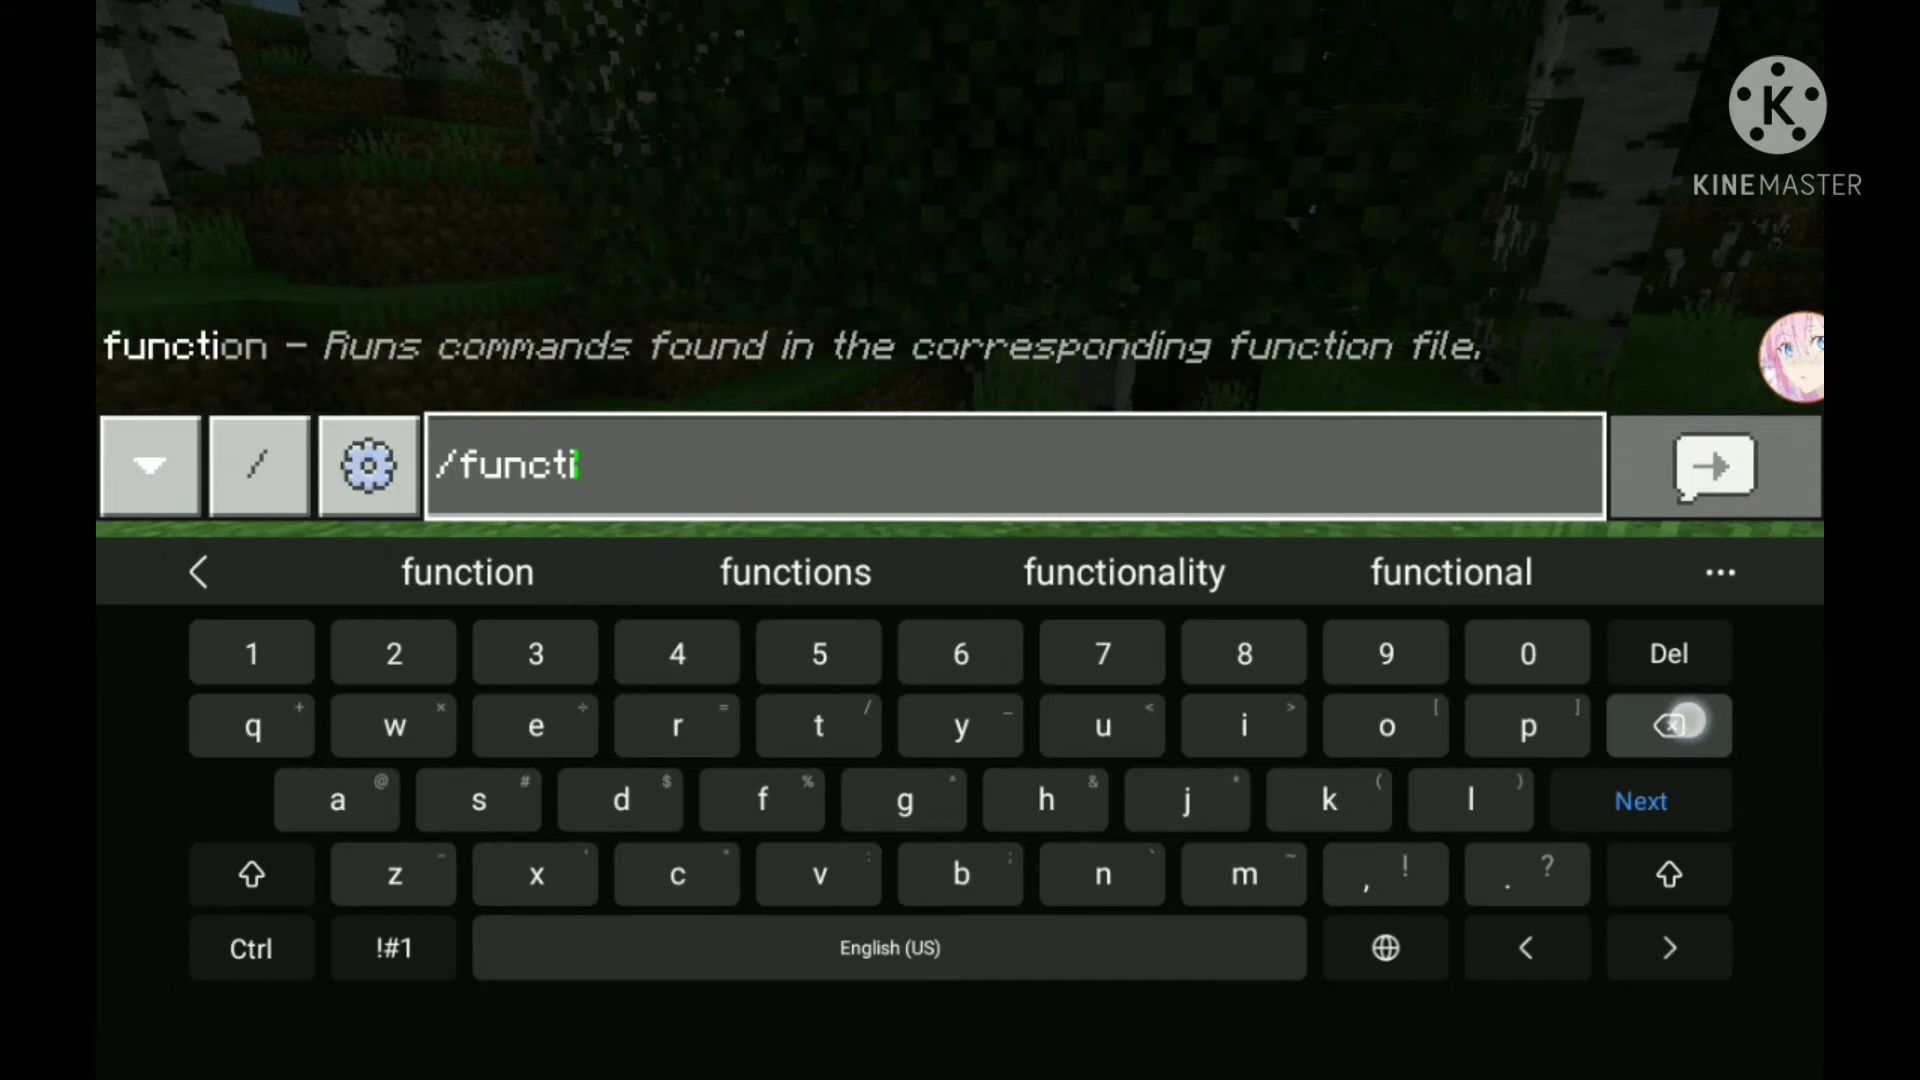 K
KINEMASTER
function - Runs commands found in the corresponding function file.
/
/functi
function functions functionality functional ...
1 2 3 4 5 6 7 8 9 0 Del
q + w × e ÷ r = t / y _ u < i > o [ p ]
a @ s # d $ f % g ^ h & j * k ( l ) Next
z - x ' c " v : b ; n ` m ~ , ! . ?
Ctrl !#1 English (US) < >